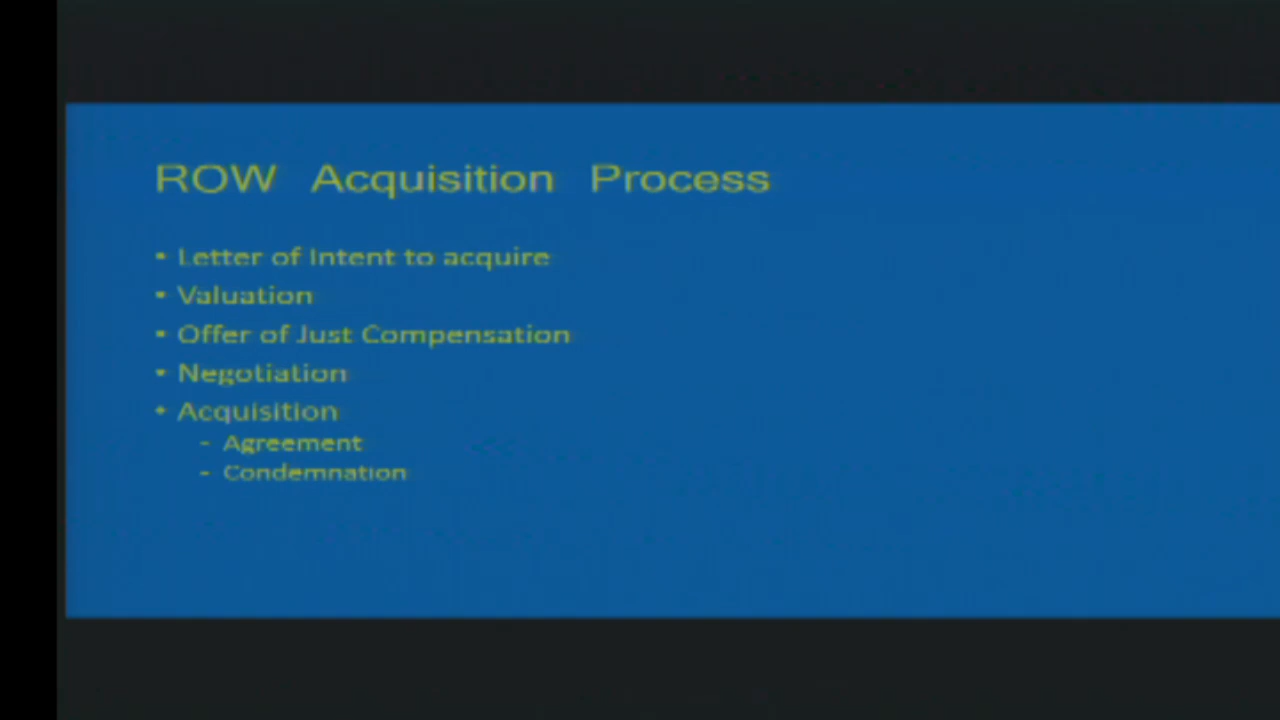 ROW Acquisition Process
• Letter of Intent to acquire
• Valuation
• Offer of Just Compensation
• Negotiation
• Acquisition
- Agreement
- Condemnation